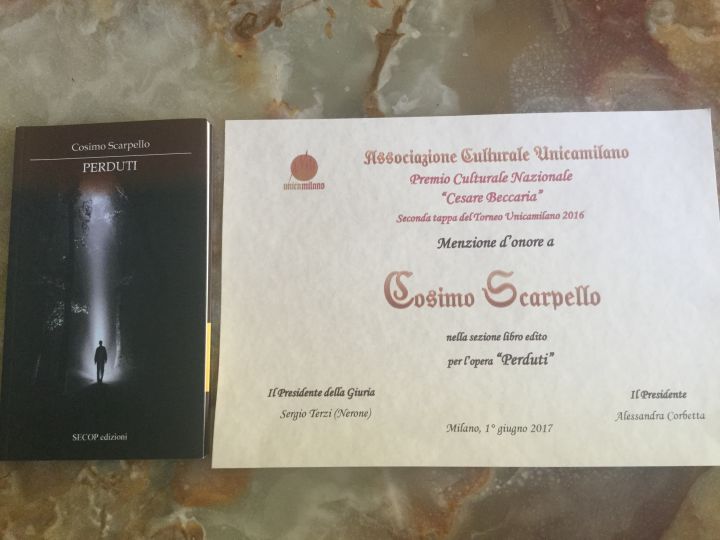 Cosimo Scarpello
PERDUTI
SECOP edizioni
unicamilano
Associazione Culturale Unicamilano
Premio Culturale Nazionale
"Cesare Beccaria"
Seconda tappa del Torneo Unicamilano 2016
Menzione d'onore a
Cosimo Scarpello
nella sezione libro edito
per l'opera "Perduti"
Il Presidente della Giuria
Sergio Terzi (Nerone)
Il Presidente
Alessandra Corbetta
Milano, 1° giugno 2017